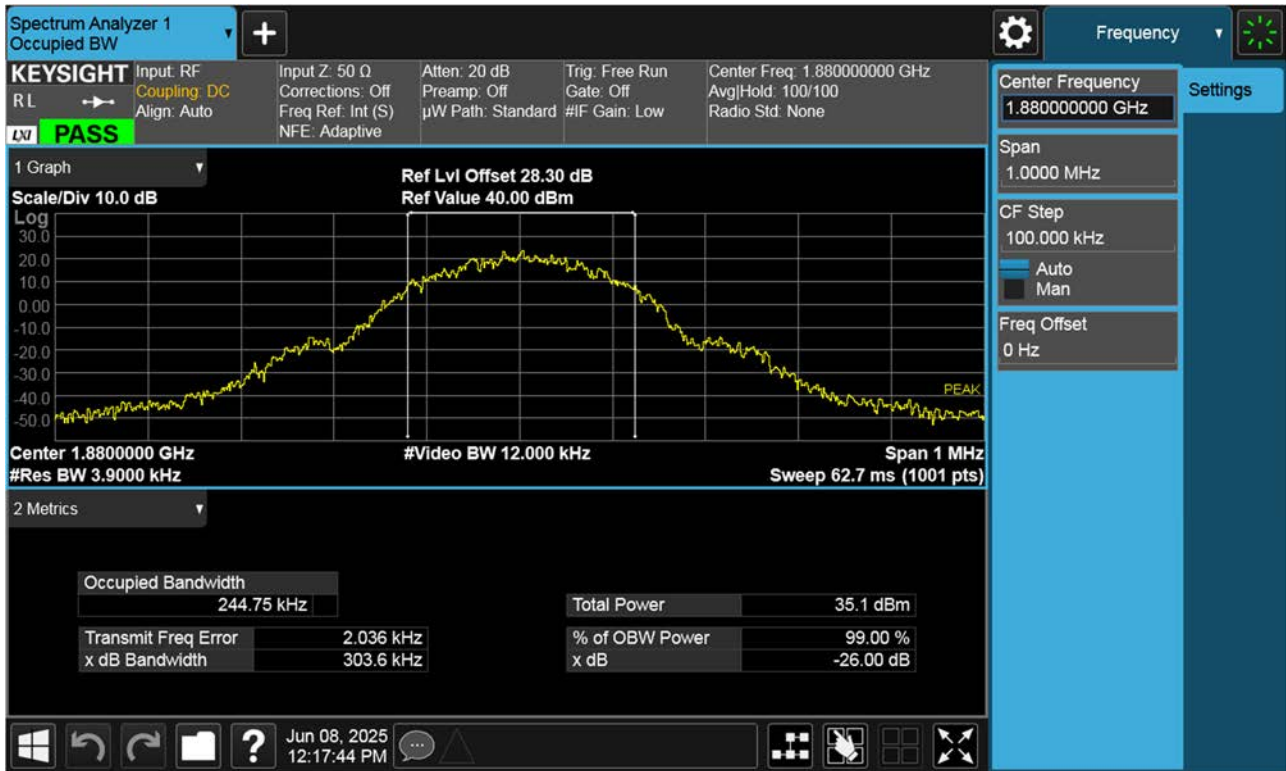 Spectrum Analyzer 1
Occupied BW
+
Frequency
KEYSIGHT
RL
LXI
PASS
Input: RF
Coupling: DC
Align: Auto
Input Z: 50 Ω
Corrections: Off
Freq Ref: Int (S)
NFE: Adaptive
Atten: 20 dB
Preamp: Off
µW Path: Standard
Trig: Free Run
Gate: Off
#IF Gain: Low
Center Freq: 1.880000000 GHz
Avg|Hold: 100/100
Radio Std: None
Center Frequency
1.880000000 GHz
Settings
Span
1.0000 MHz
CF Step
100.000 kHz
Auto
Man
Freq Offset
0 Hz
1 Graph
Scale/Div 10.0 dB
Ref Lvl Offset 28.30 dB
Ref Value 40.00 dBm
Log
30.0
20.0
10.0
0.00
-10.0
-20.0
-30.0
-40.0
-50.0
PEAK
Center 1.8800000 GHz
#Video BW 12.000 kHz
Span 1 MHz
#Res BW 3.9000 kHz
Sweep 62.7 ms (1001 pts)
2 Metrics
Occupied Bandwidth
244.75 kHz
Total Power 35.1 dBm
Transmit Freq Error 2.036 kHz
% of OBW Power 99.00 %
x dB Bandwidth 303.6 kHz
x dB -26.00 dB
?
Jun 08, 2025
12:17:44 PM